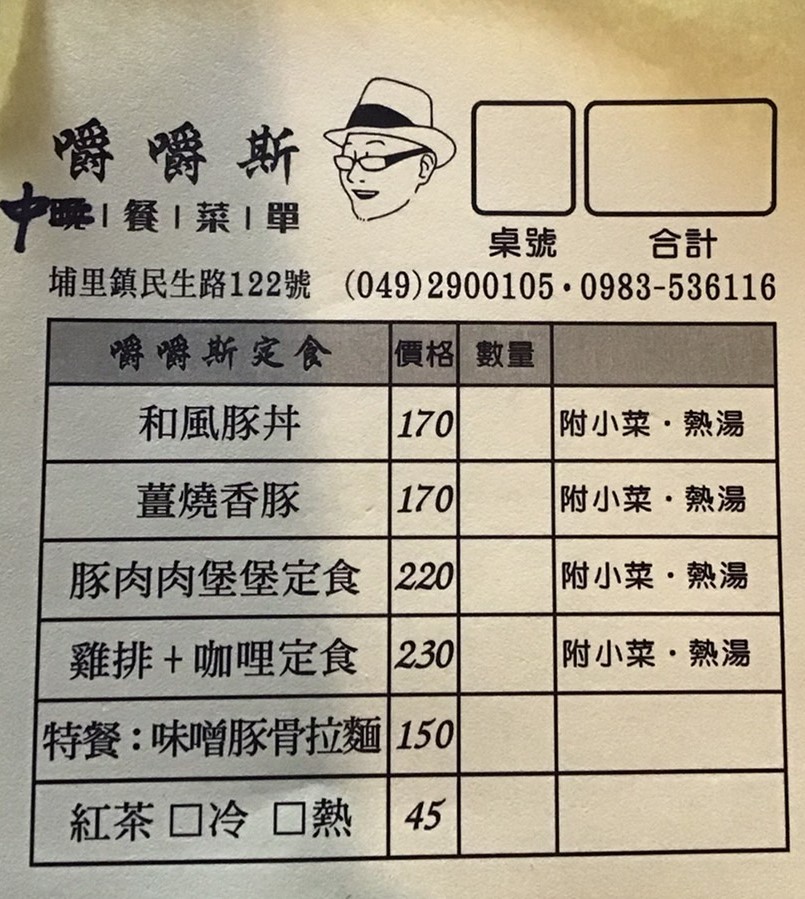 嚼嚼斯
中餐菜單
桌號 合計
埔里鎮民生路122號 (049)2900105·0983-536116
嚼嚼斯定食 價格 數量
和風豚丼 170 附小菜·熱湯
薑燒香豚 170 附小菜·熱湯
豚肉肉堡堡定食 220 附小菜·熱湯
雞排+咖哩定食 230 附小菜·熱湯
特餐:味噌豚骨拉麵 150
紅茶 □冷 □熱 45